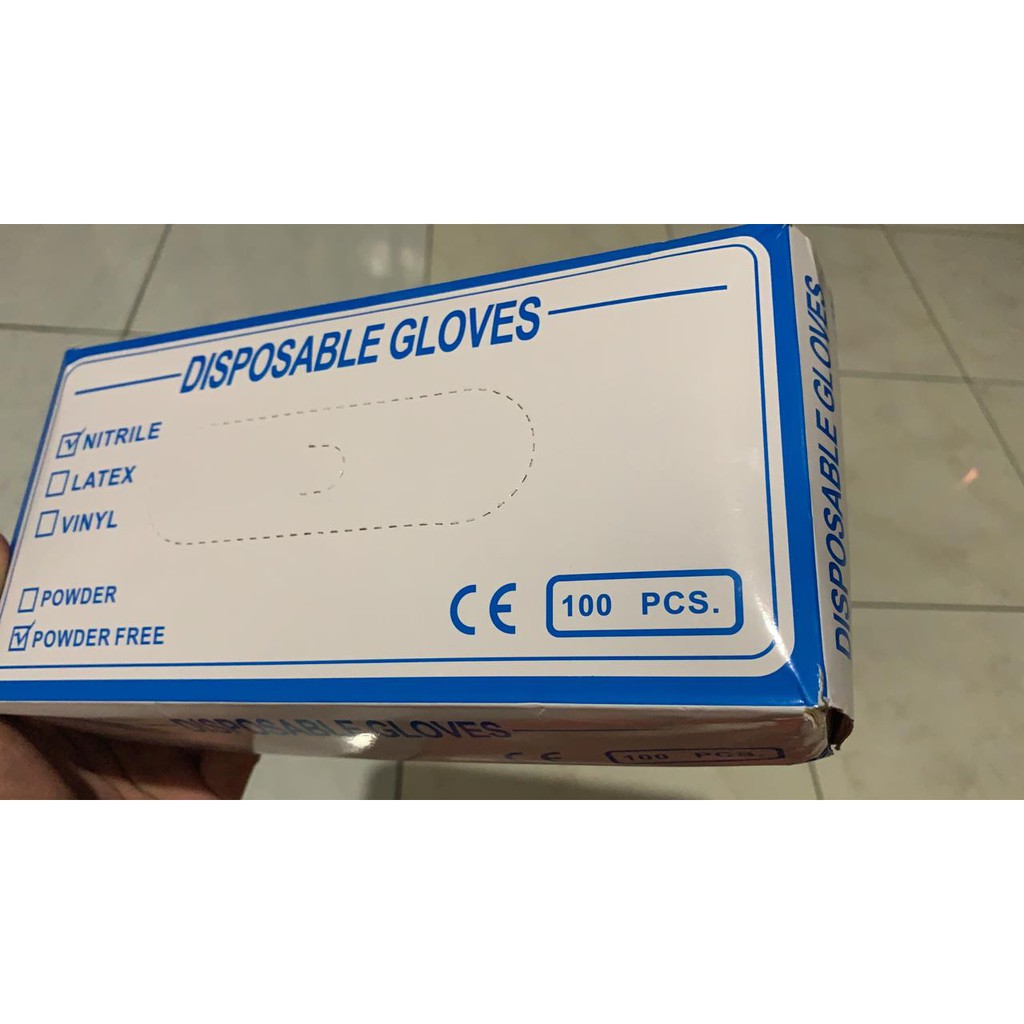 DISPOSABLE GLOVES
NITRILE
LATEX
VINYL
POWDER
POWDER FREE
CE
100 PCS.
DISPOSABLE GLOVES
DISPOSABLE GLOVES
CE
100 PCS.